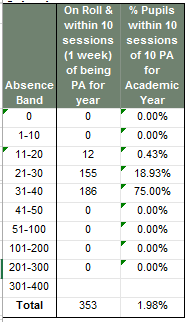 Absence Band | On Roll & within 10 sessions (1 week) of being PA for year | % Pupils within 10 sessions of 10 PA for Academic Year
0 | 0 | 0.00%
1-10 | 0 | 0.00%
11-20 | 12 | 0.43%
21-30 | 155 | 18.93%
31-40 | 186 | 75.00%
41-50 | 0 | 0.00%
51-100 | 0 | 0.00%
101-200 | 0 | 0.00%
201-300 | 0 | 0.00%
301-400
Total | 353 | 1.98%